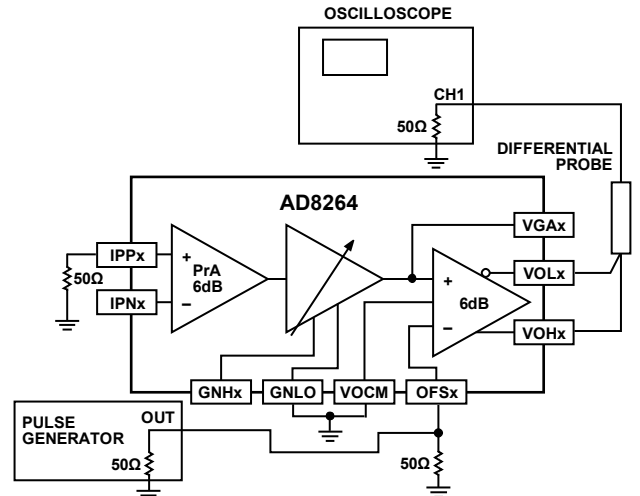 OSCILLOSCOPE
CH1
50Ω
DIFFERENTIAL
PROBE
AD8264
VGAx
IPPx
+
PrA
6dB
–
+
6dB
–
VOLx
50Ω
IPNx
VOHx
GNHx
GNLO
VOCM
OFSx
PULSE
GENERATOR
OUT
50Ω
50Ω